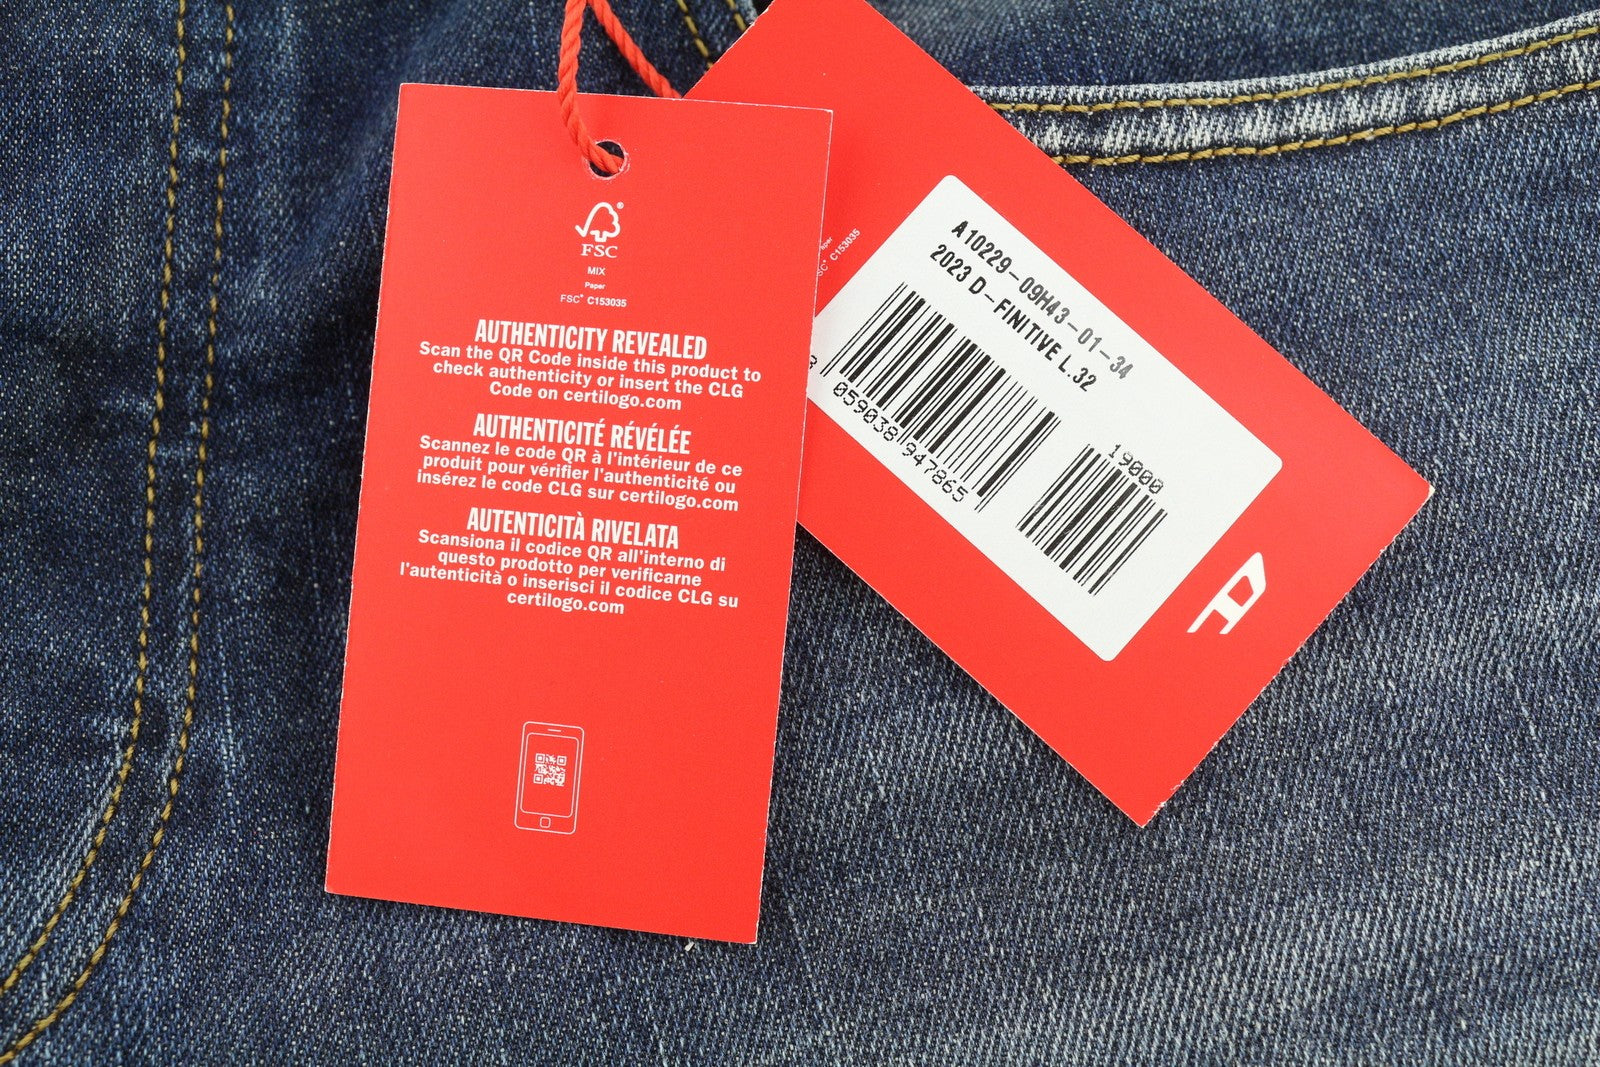 FSC
MIX
Paper
FSC® C153035
AUTHENTICITY REVEALED
Scan the QR Code inside this product to
check authenticity or insert the CLG
Code on certilogo.com
AUTHENTICITÉ RÉVÉLÉE
Scannez le code QR à l'intérieur de ce
produit pour vérifier l'authenticité ou
insérez le code CLG sur certilogo.com
AUTENTICITÀ RIVELATA
Scansiona il codice QR all'interno di
questo prodotto per verificarne
l'autenticità o inserisci il codice CLG su
certilogo.com
C153035
A10229-09H43-01-34
2023 D-FINITIVE L.32
059038 947865
19000
D